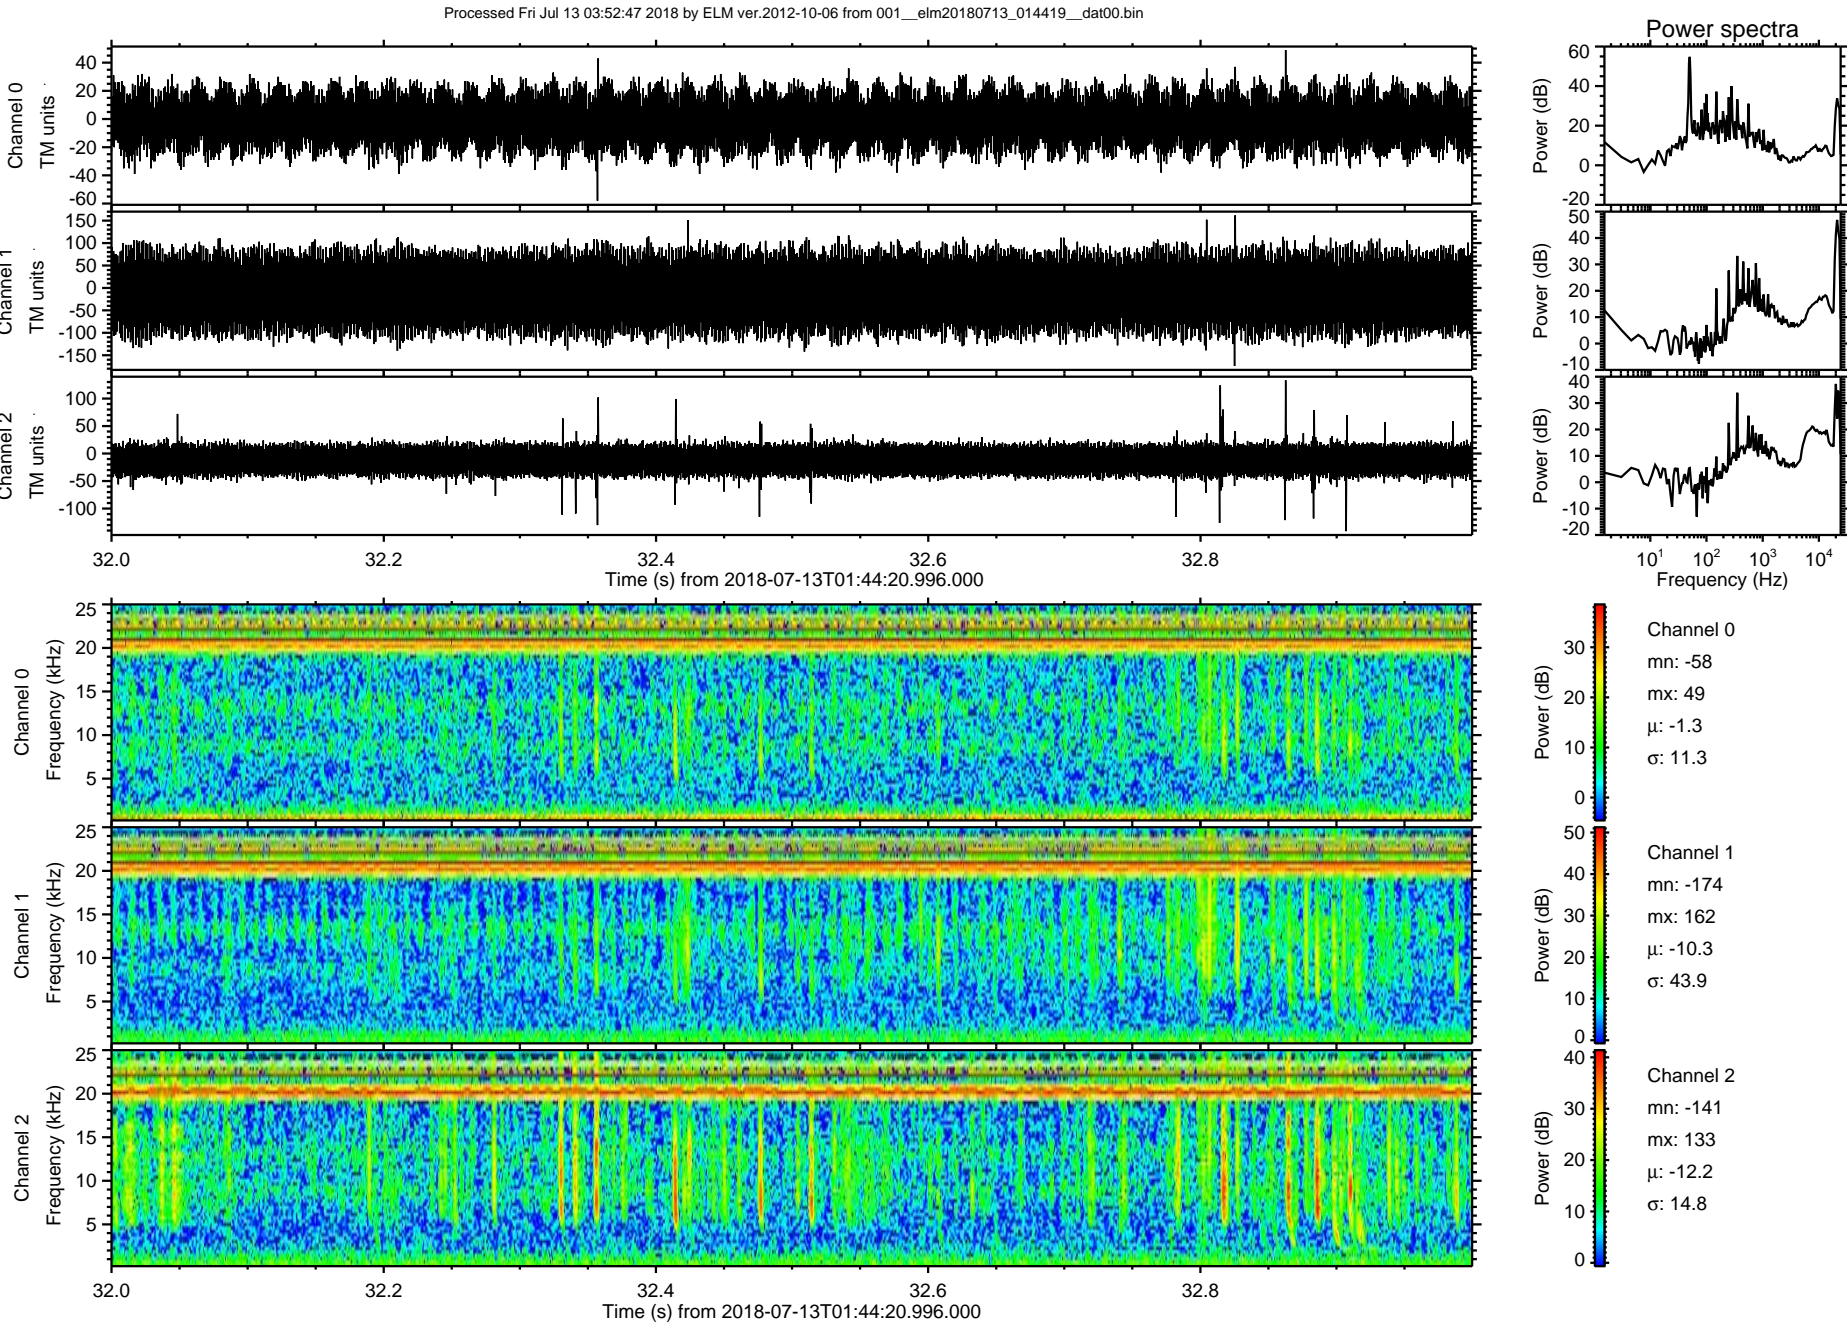 Processed Fri Jul 13 03:52:47 2018 by ELM ver.2012-10-06 from 001__elm20180713_014419__dat00.bin
Power spectra
Channel 0
TM units
40
20
0
-20
-40
-60
Power (dB)
60
40
20
0
-20
Channel 1
TM units
150
100
50
0
-50
-100
-150
Power (dB)
50
40
30
20
10
0
-10
Channel 2
TM units
100
50
0
-50
-100
Power (dB)
40
30
20
10
0
-10
-20
32.0 32.2 32.4 32.6 32.8
Time (s) from 2018-07-13T01:44:20.996.000
10^1 10^2 10^3 10^4
Frequency (Hz)
Channel 0
Frequency (kHz)
25
20
15
10
5
Power (dB)
30
20
10
0
Channel 0
mn: -58
mx: 49
μ: -1.3
σ: 11.3
Channel 1
Frequency (kHz)
25
20
15
10
5
Power (dB)
50
40
30
20
10
0
Channel 1
mn: -174
mx: 162
μ: -10.3
σ: 43.9
Channel 2
Frequency (kHz)
25
20
15
10
5
Power (dB)
40
30
20
10
0
Channel 2
mn: -141
mx: 133
μ: -12.2
σ: 14.8
32.0 32.2 32.4 32.6 32.8
Time (s) from 2018-07-13T01:44:20.996.000